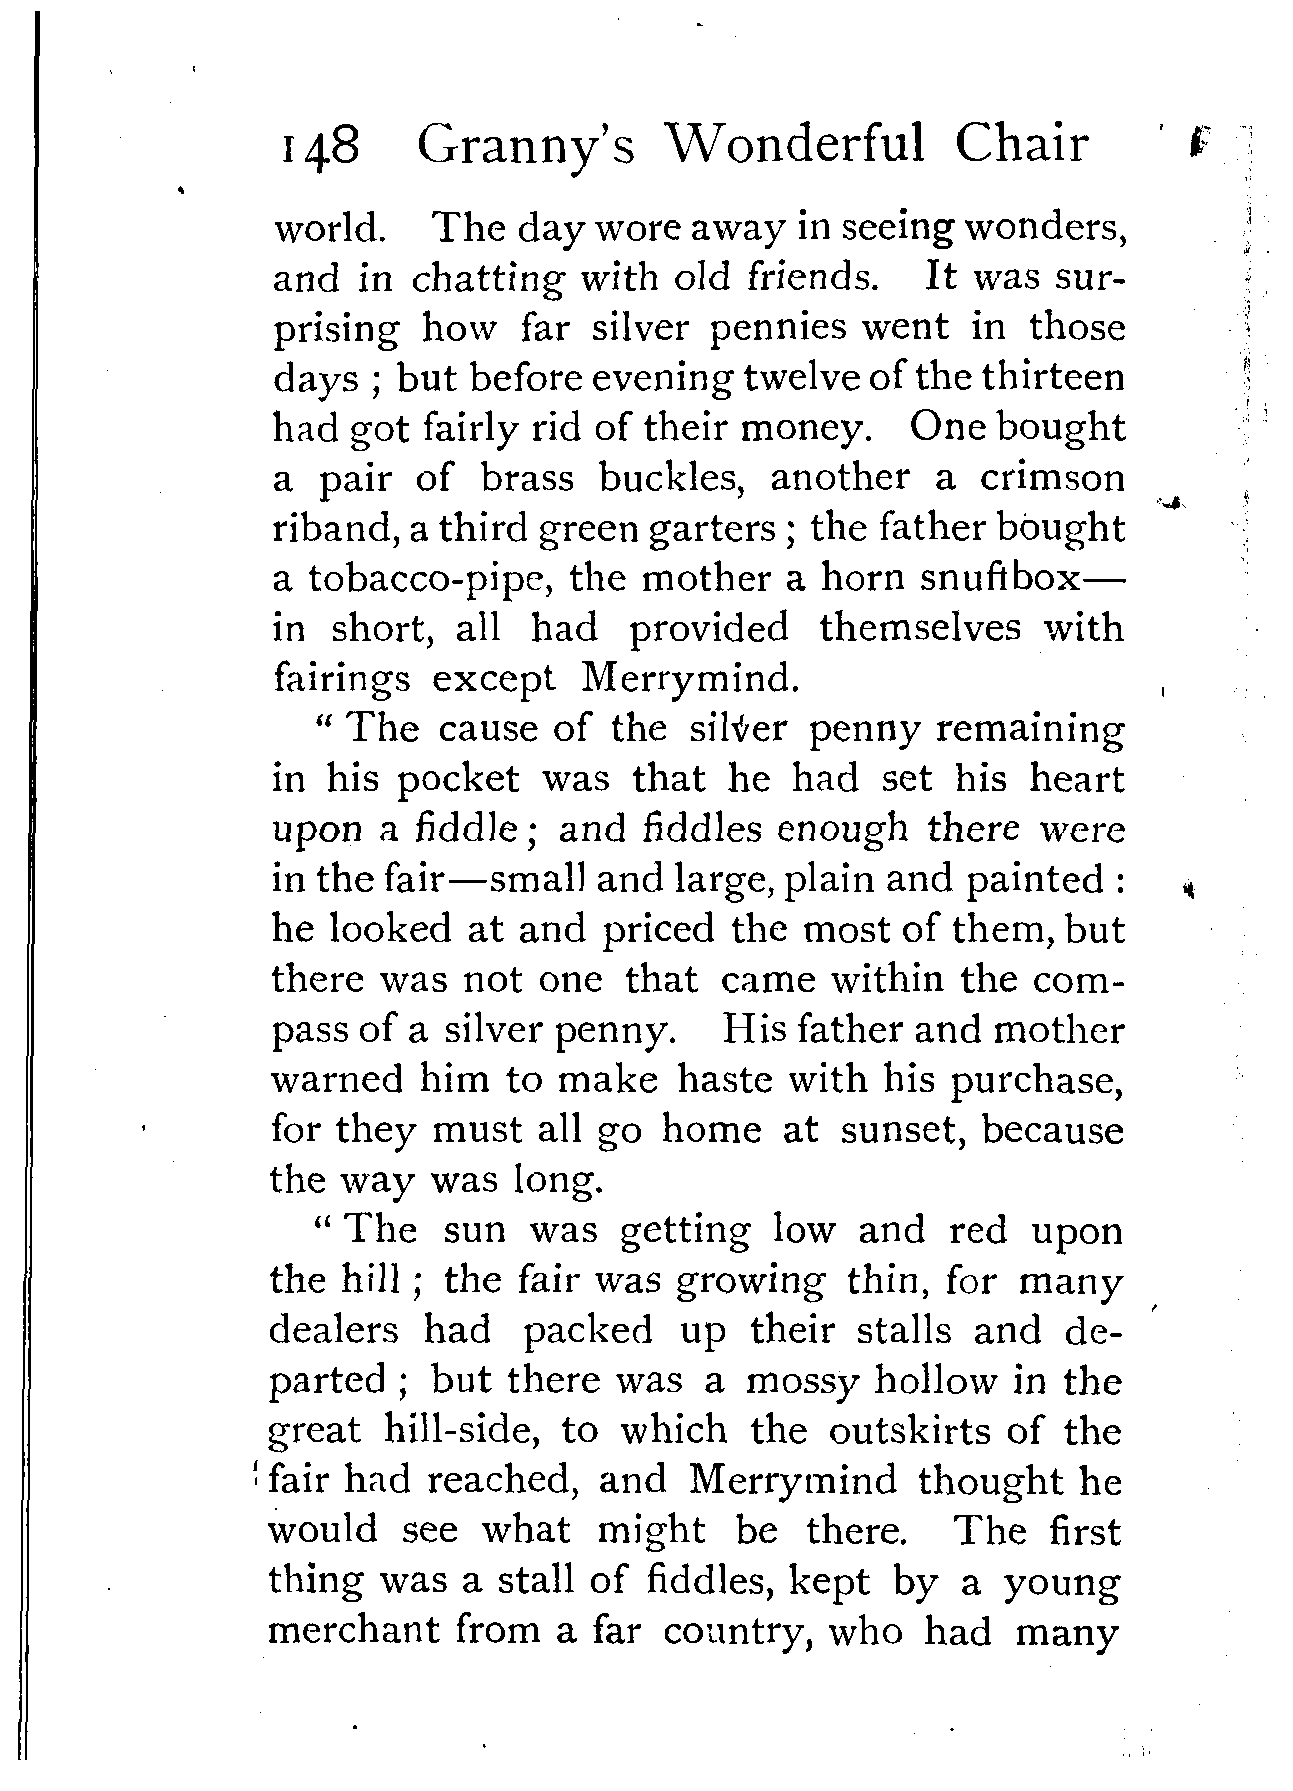 148 Granny's Wonderful Chair
world. The day wore away in seeing wonders,
and in chatting with old friends. It was sur-
prising how far silver pennies went in those
days ; but before evening twelve of the thirteen
had got fairly rid of their money. One bought
a pair of brass buckles, another a crimson
riband, a third green garters ; the father bought
a tobacco-pipe, the mother a horn snuffbox—
in short, all had provided themselves with
fairings except Merrymind.
“ The cause of the silver penny remaining
in his pocket was that he had set his heart
upon a fiddle ; and fiddles enough there were
in the fair—small and large, plain and painted :
he looked at and priced the most of them, but
there was not one that came within the com-
pass of a silver penny. His father and mother
warned him to make haste with his purchase,
for they must all go home at sunset, because
the way was long.
“ The sun was getting low and red upon
the hill ; the fair was growing thin, for many
dealers had packed up their stalls and de-
parted ; but there was a mossy hollow in the
great hill-side, to which the outskirts of the
fair had reached, and Merrymind thought he
would see what might be there. The first
thing was a stall of fiddles, kept by a young
merchant from a far country, who had many